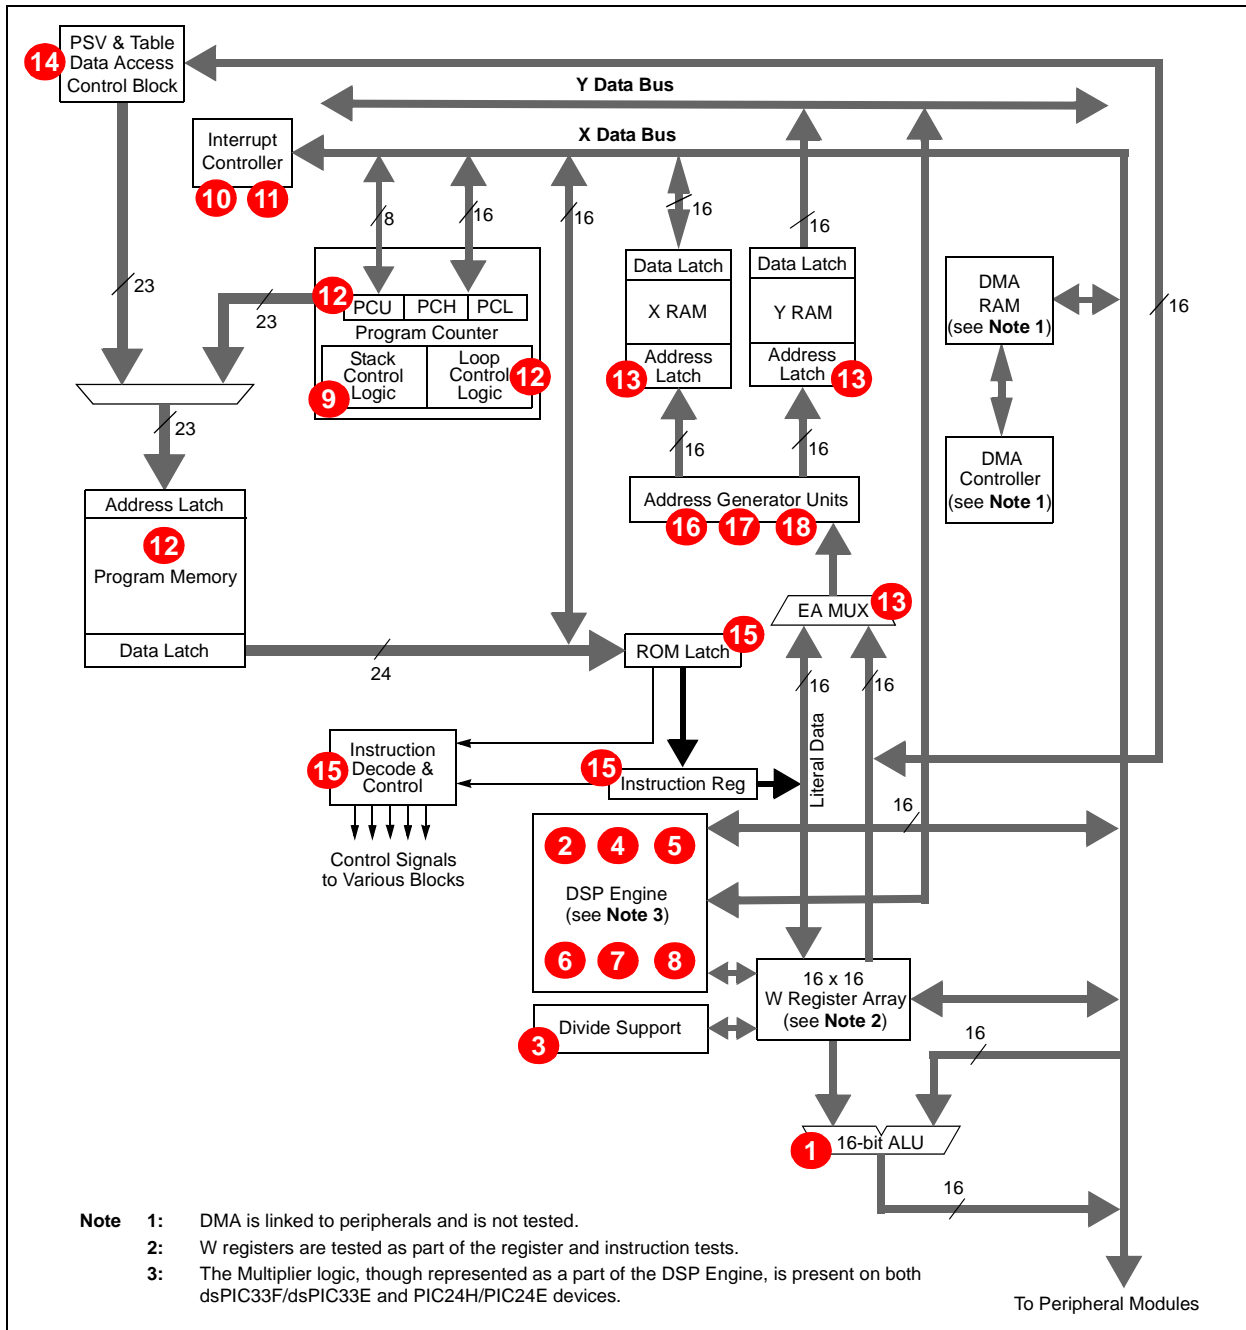 PSV & Table
Data Access
Control Block
14
Y Data Bus
X Data Bus
Interrupt
Controller
10
11
8
16
16
16
16
23
23
12
PCU
PCH
PCL
Program Counter
Stack
Control
Logic
9
Loop
Control
Logic
12
Data Latch
X RAM
Address
Latch
13
Data Latch
Y RAM
Address
Latch
13
DMA
RAM
(see Note 1)
16
DMA
Controller
(see Note 1)
23
16
16
Address Generator Units
16
17
18
Address Latch
12
Program Memory
Data Latch
24
EA MUX
13
ROM Latch
15
16
16
Literal Data
Instruction
Decode &
Control
15
15
Instruction Reg
Control Signals
to Various Blocks
16
2
4
5
DSP Engine
(see Note 3)
6
7
8
16 x 16
W Register Array
(see Note 2)
Divide Support
3
16
1
16-bit ALU
16
Note 1: DMA is linked to peripherals and is not tested.
2: W registers are tested as part of the register and instruction tests.
3: The Multiplier logic, though represented as a part of the DSP Engine, is present on both
dsPIC33F/dsPIC33E and PIC24H/PIC24E devices.
To Peripheral Modules